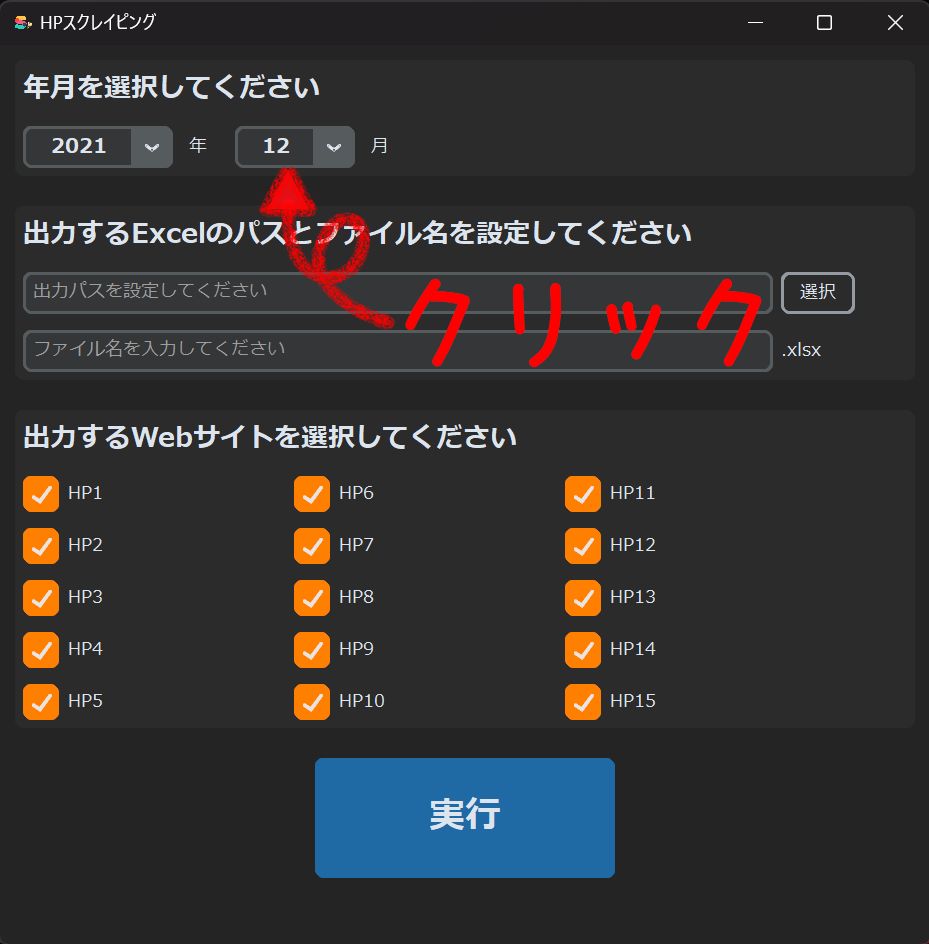 HPスクレイピング
年月を選択してください
2021 年 12 月
出力するExcelのパスとファイル名を設定してください
出力パスを設定してください 選択
クリック
ファイル名を入力してください .xlsx
出力するWebサイトを選択してください
HP1 HP6 HP11
HP2 HP7 HP12
HP3 HP8 HP13
HP4 HP9 HP14
HP5 HP10 HP15
実行